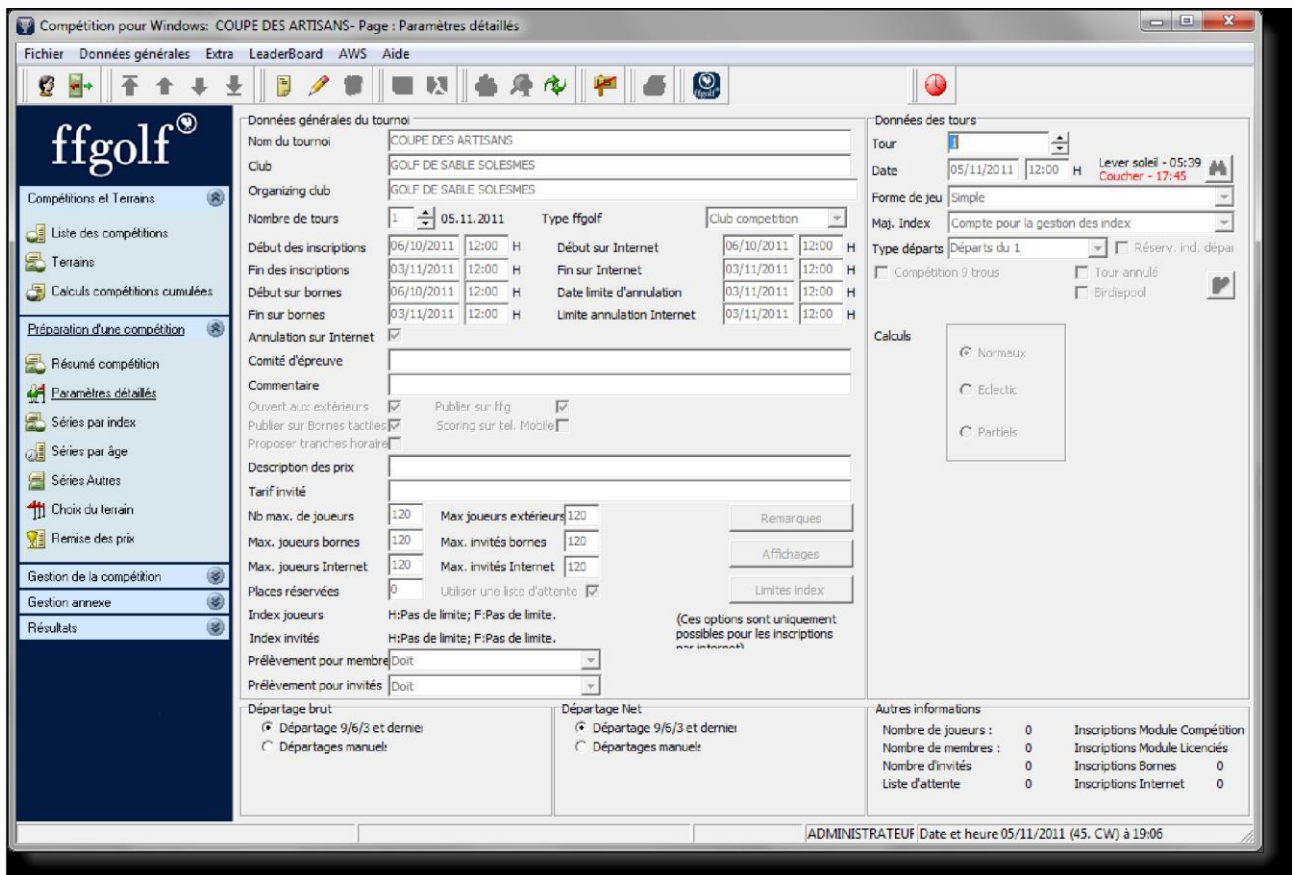 Compétition pour Windows: COUPE DES ARTISANS- Page : Paramètres détaillés
Fichier Données générales Extra LeaderBoard AWS Aide
ffgolf
ffgolf®
Compétitions et Terrains
Liste des compétitions
Terrains
Calculs compétitions cumulées
Préparation d'une compétition
Résumé compétition
Paramètres détaillés
Séries par index
Séries par âge
Séries Autres
Choix du terrain
Remise des prix
Gestion de la compétition
Gestion annexe
Résultats
Données générales du tournoi
Nom du tournoi COUPE DES ARTISANS
Club GOLF DE SABLE SOLESMES
Organizing club GOLF DE SABLE SOLESMES
Nombre de tours 1 05.11.2011 Type ffgolf Club competition
Début des inscriptions 06/10/2011 12:00 H Début sur Internet 06/10/2011 12:00 H
Fin des inscriptions 03/11/2011 12:00 H Fin sur Internet 03/11/2011 12:00 H
Début sur bornes 06/10/2011 12:00 H Date limite d'annulation 03/11/2011 12:00 H
Fin sur bornes 03/11/2011 12:00 H Limite annulation Internet 03/11/2011 12:00 H
Annulation sur Internet
Comité d'épreuve
Commentaire
Ouvert aux extérieurs Publier sur ffg
Publier sur Bornes tactiles Scoring sur tel. Mobile
Proposer tranches horaire
Description des prix
Tarif invité
Nb max. de joueurs 120 Max joueurs extérieurs 120 Remarques
Max. joueurs bornes 120 Max. invités bornes 120 Affichages
Max. joueurs Internet 120 Max. invités Internet 120
Places réservées 0 Utiliser une liste d'attente Limites index
Index joueurs H:Pas de limite; F:Pas de limite.
Index invités H:Pas de limite; F:Pas de limite.
(Ces options sont uniquement
possibles pour les inscriptions
par internet)
Prélèvement pour membre Doit
Prélèvement pour invités Doit
Départage brut
Départage 9/6/3 et dernier
Départages manuels
Départage Net
Départage 9/6/3 et dernier
Départages manuels
Données des tours
Tour 1
Date 05/11/2011 12:00 H Lever soleil - 05:39
Coucher - 17:45
Forme de jeu Simple
Maj. Index Compte pour la gestion des index
Type départs Départs du 1 Réserv. ind. dépar
Compétition 9 trous Tour annulé
Birdiepool
Calculs
Normaux
Eclectic
Partiels
Autres informations
Nombre de joueurs : 0 Inscriptions Module Compétition
Nombre de membres : 0 Inscriptions Module Licenciés
Nombre d'invités 0 Inscriptions Bornes 0
Liste d'attente 0 Inscriptions Internet 0
ADMINISTRATEUR Date et heure 05/11/2011 (45. CW) à 19:06